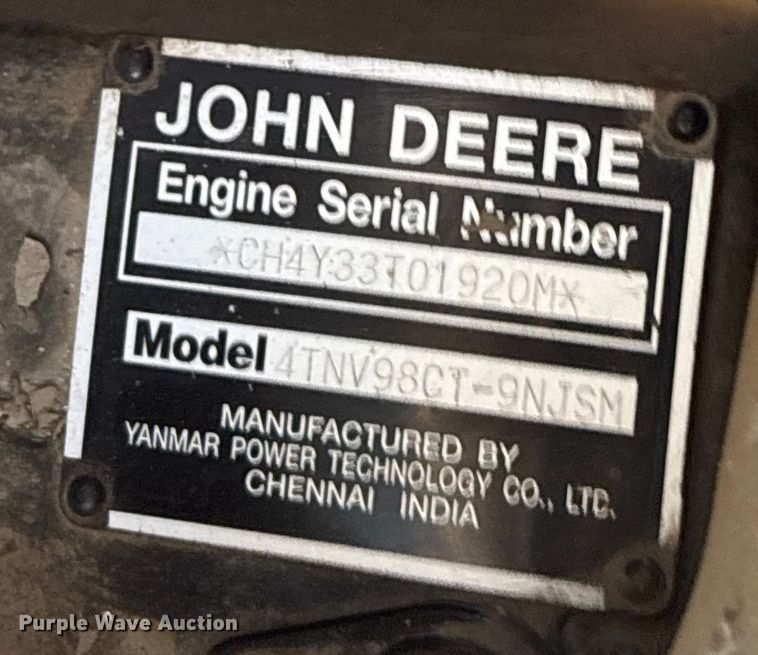 JOHN DEERE
Engine Serial Number
*CH4Y33T01920M*
Model 4TNV98CT-9NJSM
MANUFACTURED BY
YANMAR POWER TECHNOLOGY CO., LTD.
CHENNAI INDIA
Purple Wave Auction